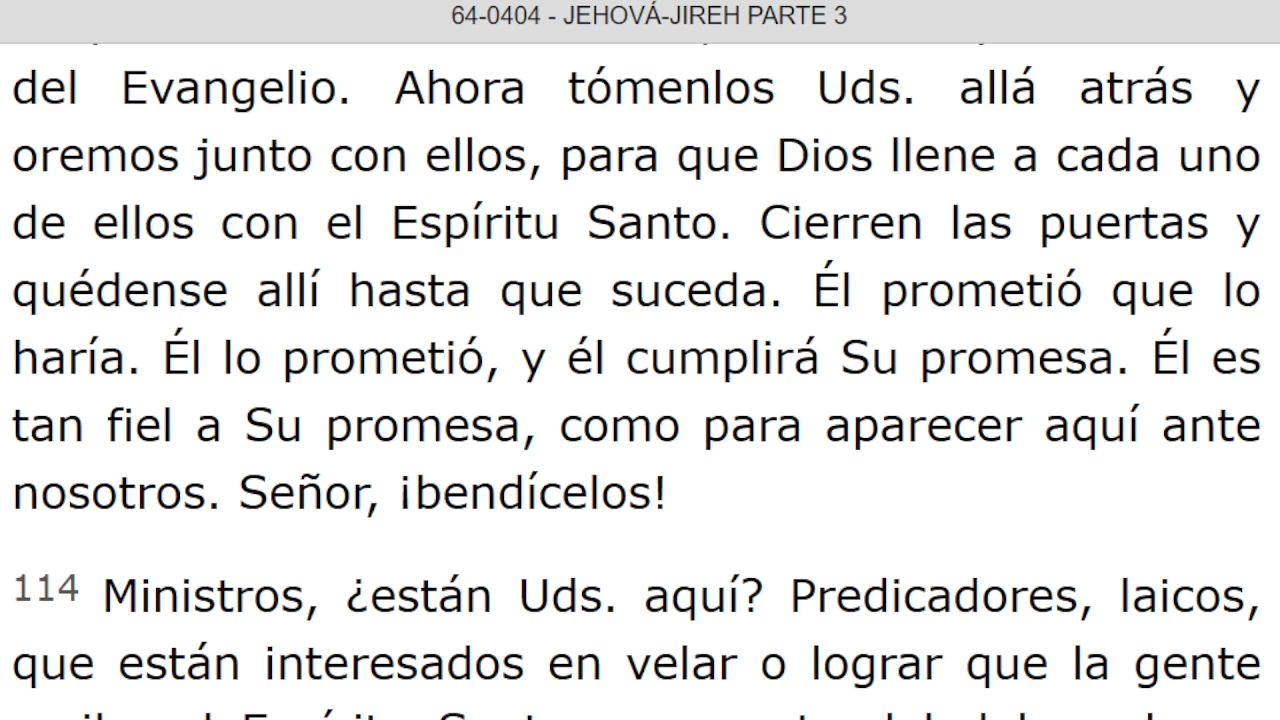 64-0404 - JEHOVÁ-JIREH PARTE 3
del Evangelio. Ahora tómenlos Uds. allá atrás y
oremos junto con ellos, para que Dios llene a cada uno
de ellos con el Espíritu Santo. Cierren las puertas y
quédense allí hasta que suceda. Él prometió que lo
haría. Él lo prometió, y él cumplirá Su promesa. Él es
tan fiel a Su promesa, como para aparecer aquí ante
nosotros. Señor, ¡bendícelos!
114 Ministros, ¿están Uds. aquí? Predicadores, laicos,
que están interesados en velar o lograr que la gente